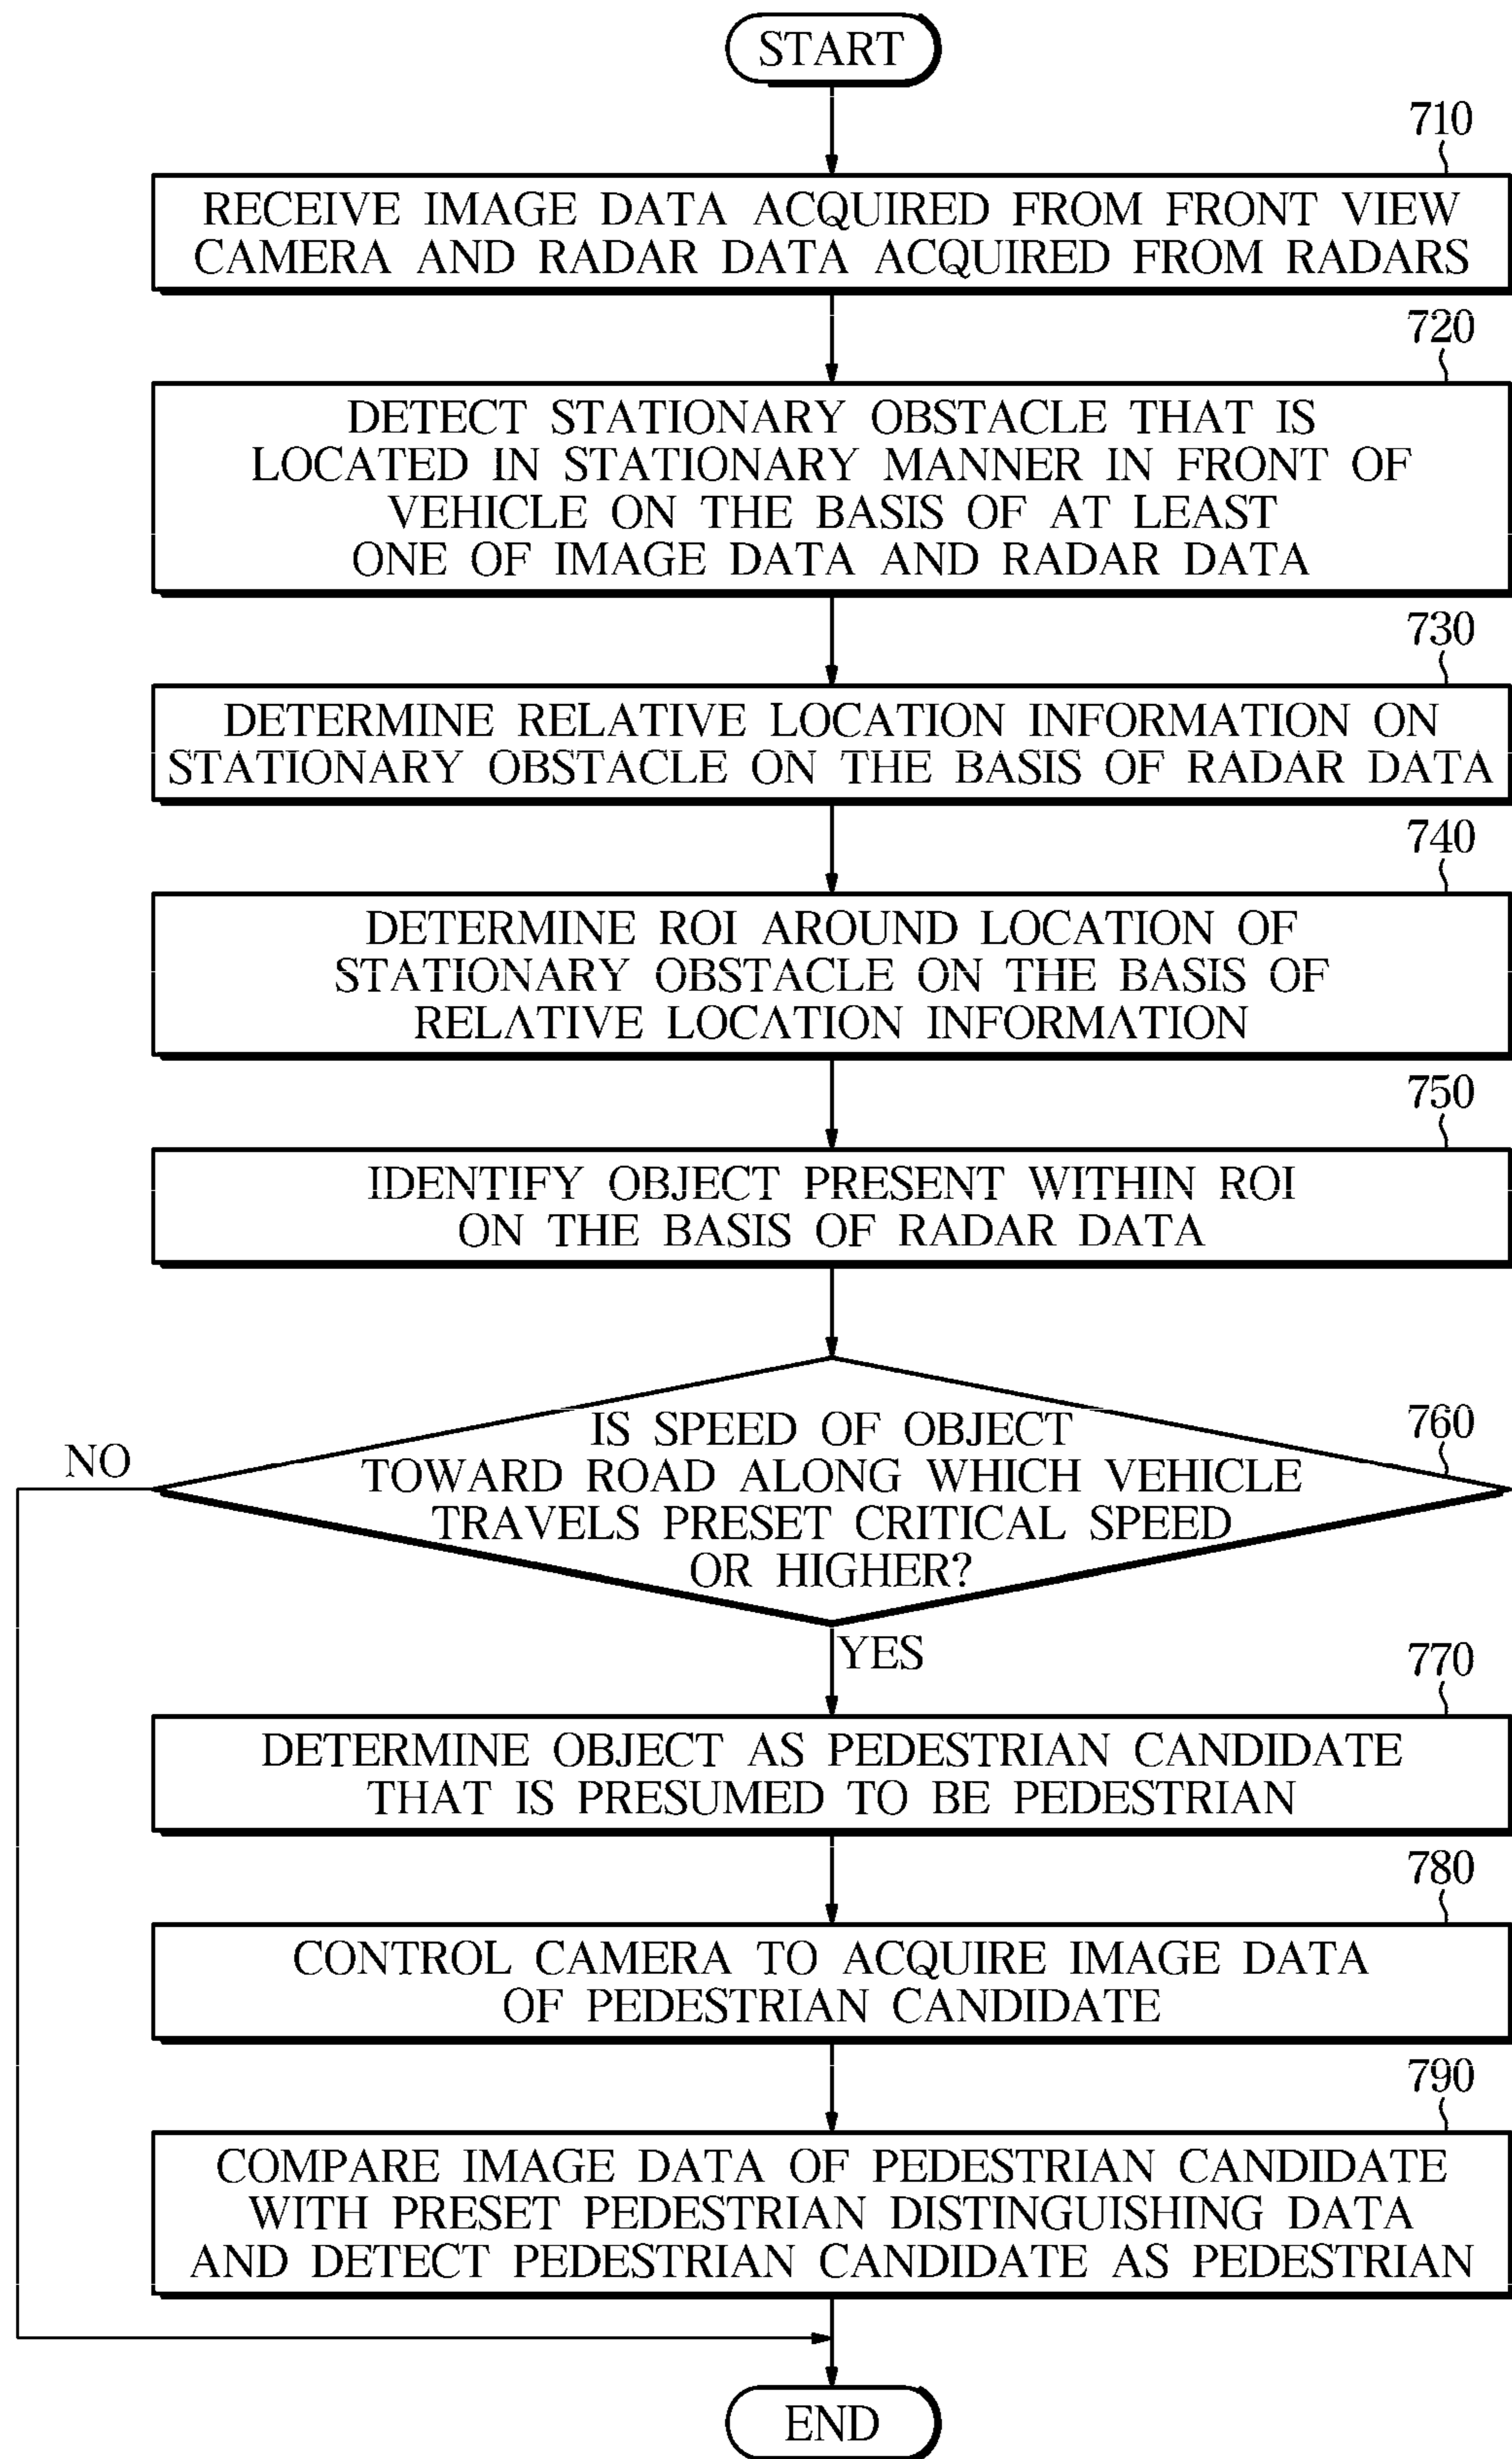 START
710
RECEIVE IMAGE DATA ACQUIRED FROM FRONT VIEW
CAMERA AND RADAR DATA ACQUIRED FROM RADARS
720
DETECT STATIONARY OBSTACLE THAT IS
LOCATED IN STATIONARY MANNER IN FRONT OF
VEHICLE ON THE BASIS OF AT LEAST
ONE OF IMAGE DATA AND RADAR DATA
730
DETERMINE RELATIVE LOCATION INFORMATION ON
STATIONARY OBSTACLE ON THE BASIS OF RADAR DATA
740
DETERMINE ROI AROUND LOCATION OF
STATIONARY OBSTACLE ON THE BASIS OF
RELATIVE LOCATION INFORMATION
750
IDENTIFY OBJECT PRESENT WITHIN ROI
ON THE BASIS OF RADAR DATA
760
NO
IS SPEED OF OBJECT
TOWARD ROAD ALONG WHICH VEHICLE
TRAVELS PRESET CRITICAL SPEED
OR HIGHER?
YES
770
DETERMINE OBJECT AS PEDESTRIAN CANDIDATE
THAT IS PRESUMED TO BE PEDESTRIAN
780
CONTROL CAMERA TO ACQUIRE IMAGE DATA
OF PEDESTRIAN CANDIDATE
790
COMPARE IMAGE DATA OF PEDESTRIAN CANDIDATE
WITH PRESET PEDESTRIAN DISTINGUISHING DATA
AND DETECT PEDESTRIAN CANDIDATE AS PEDESTRIAN
END